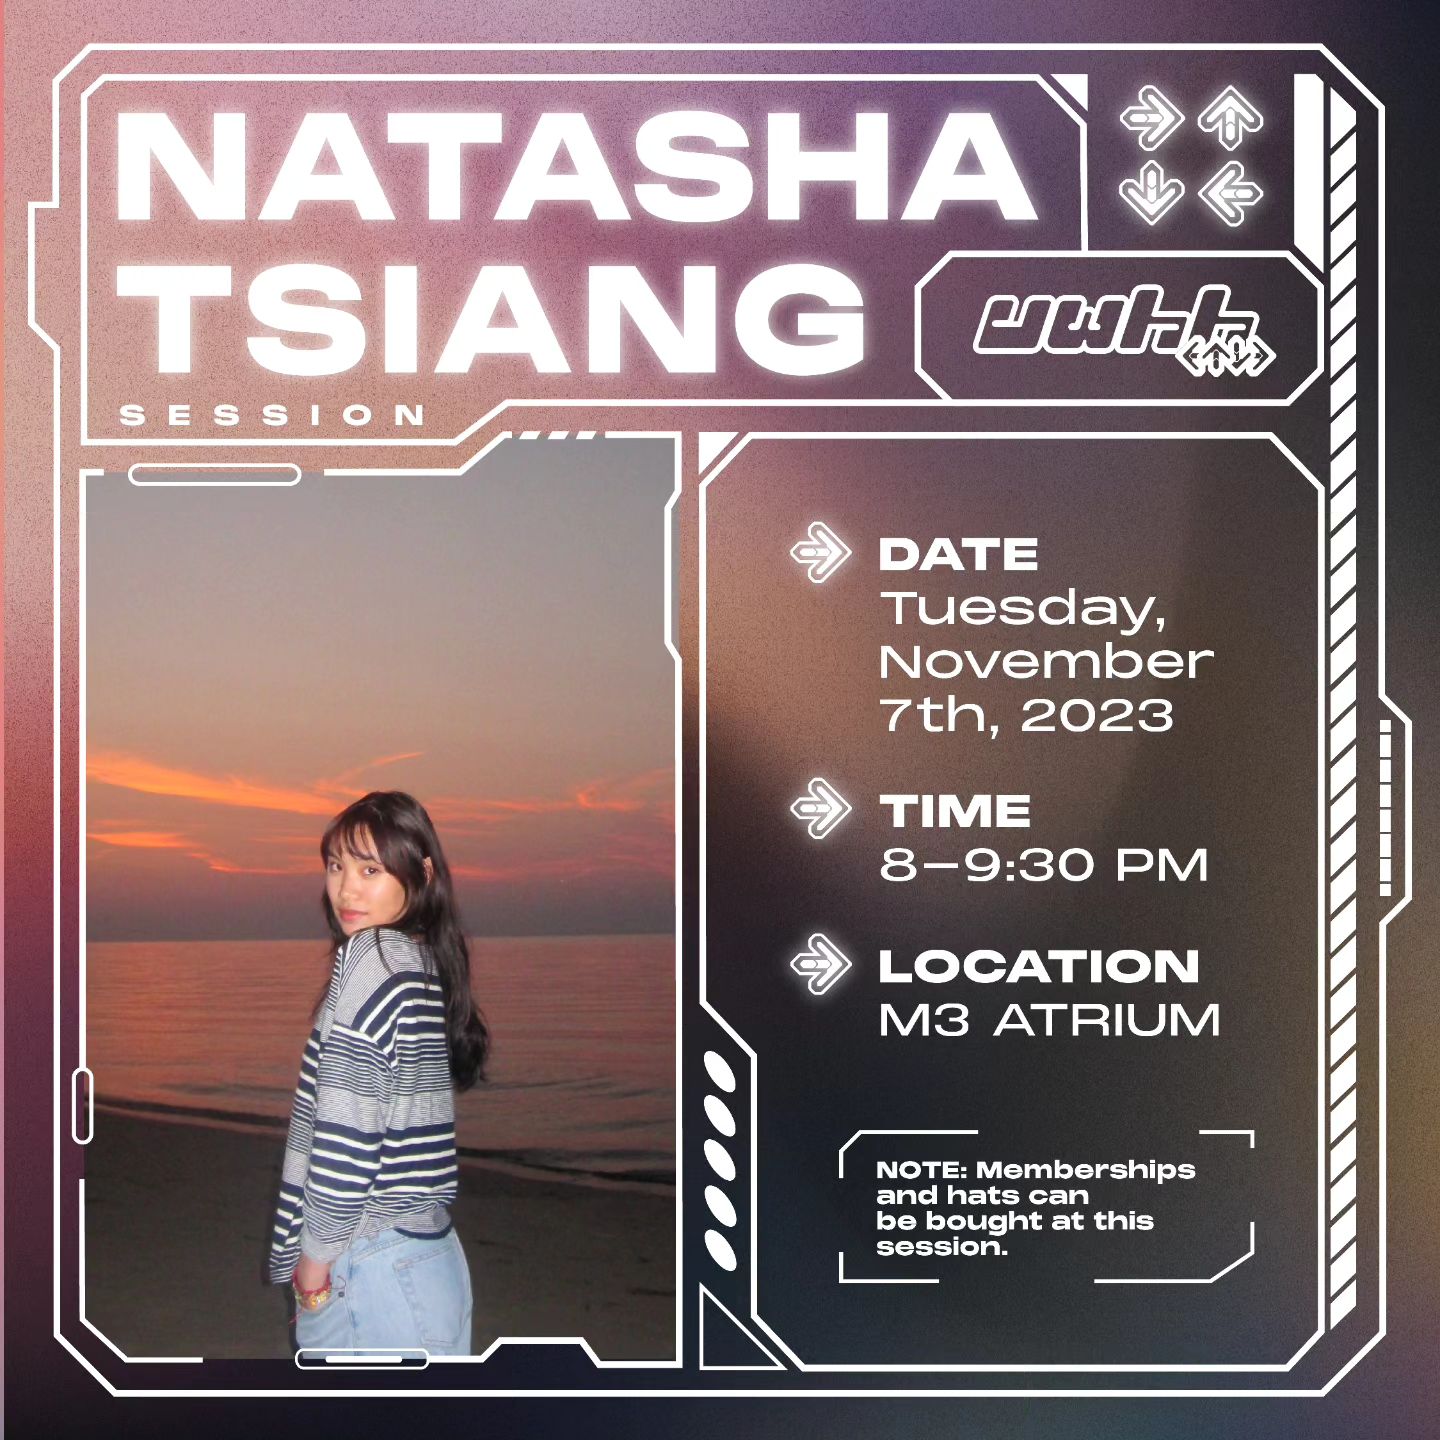 NATASHA
TSIANG
SESSION
uwhh
DATE
Tuesday,
November
7th, 2023
TIME
8–9:30 PM
LOCATION
M3 ATRIUM
NOTE: Memberships
and hats can
be bought at this
session.